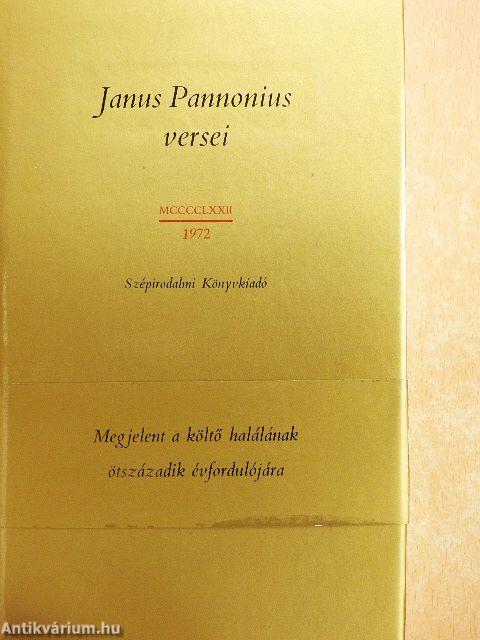 Janus Pannonius
versei
MCCCCLXXII
1972
Szépirodalmi Könyvkiadó
Megjelent a költő halálának
ötszázadik évfordulójára
Antikvárium.hu